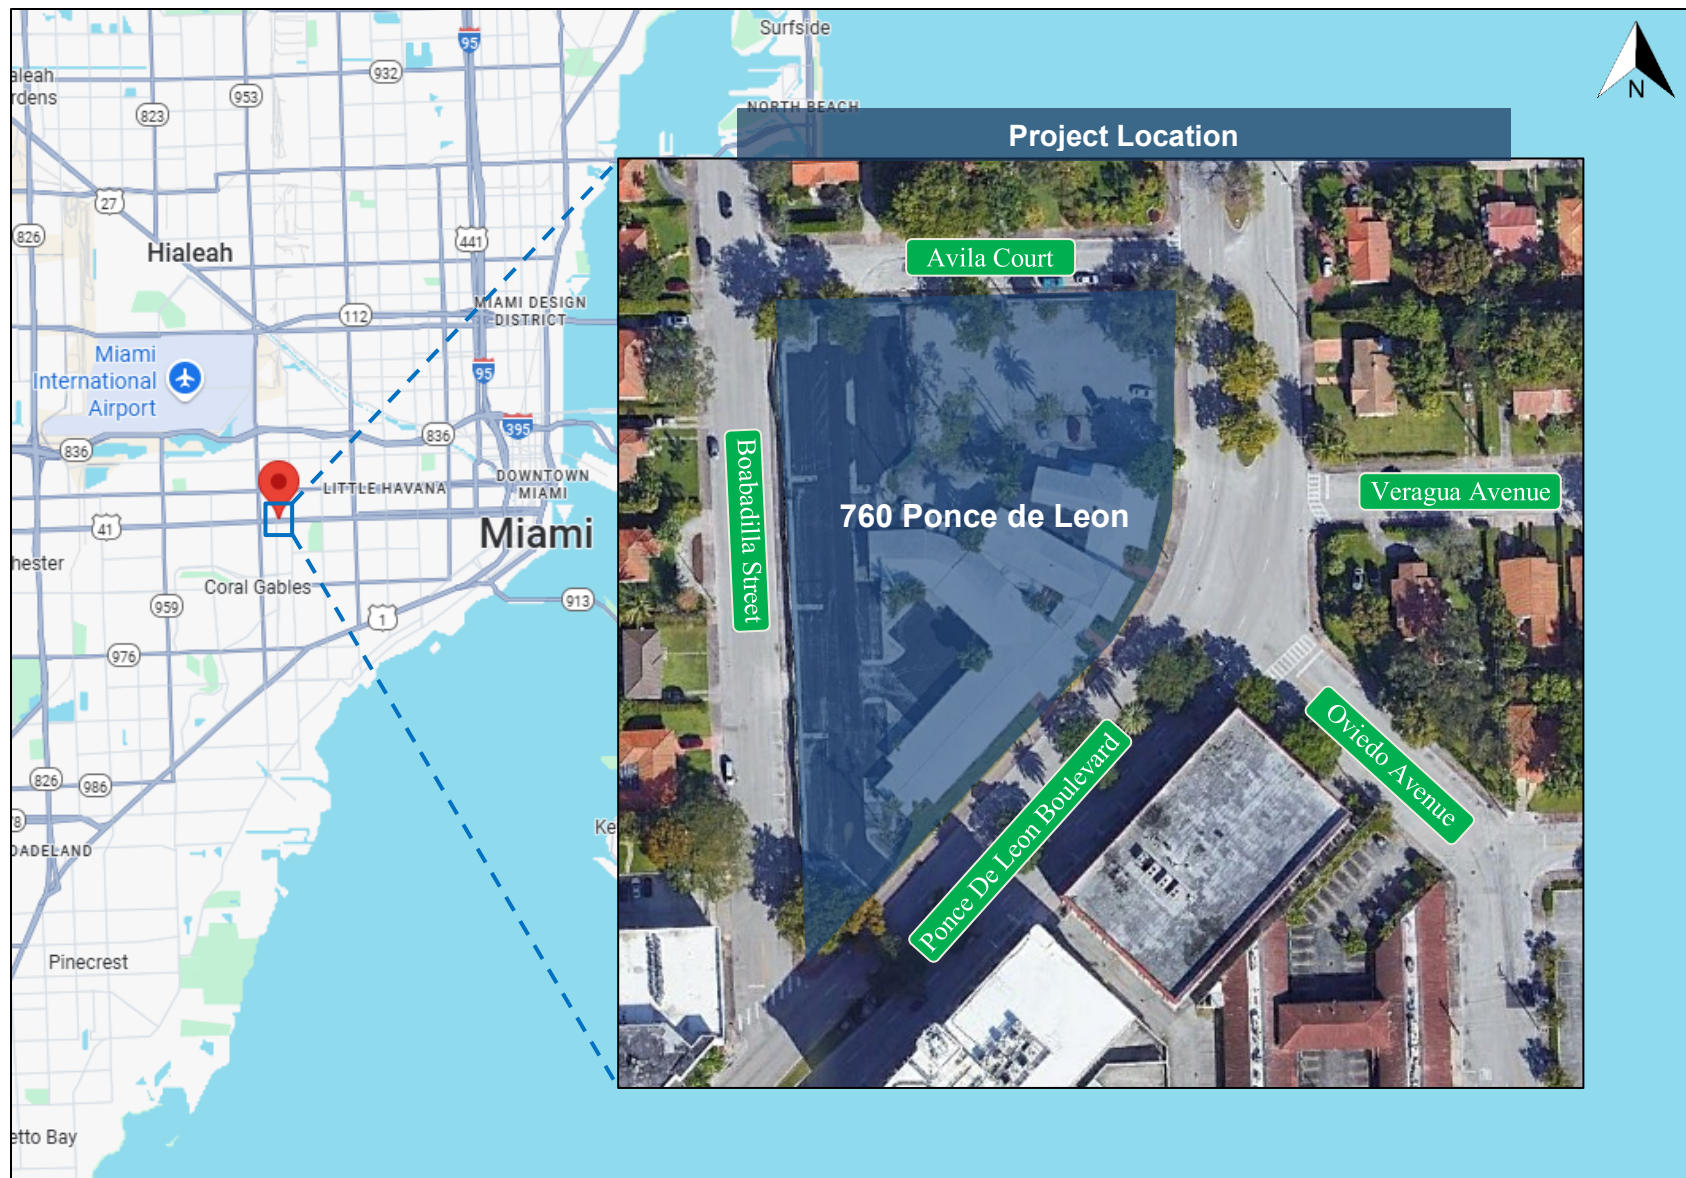 Surfside
95
932
aleah
rdens
953
823
NORTH BEACH
N
Project Location
27
826
441
Hialeah
Avila Court
MIAMI DESIGN
DISTRICT
112
Miami
International
Airport
95
395
836
836
Boabadilla Street
LITTLE HAVANA
DOWNTOWN
MIAMI
Veragua Avenue
760 Ponce de Leon
41
Miami
hester
Coral Gables
959
913
1
976
Oviedo Avenue
Ponce De Leon Boulevard
826
986
8
Ke
DADELAND
Pinecrest
etto Bay